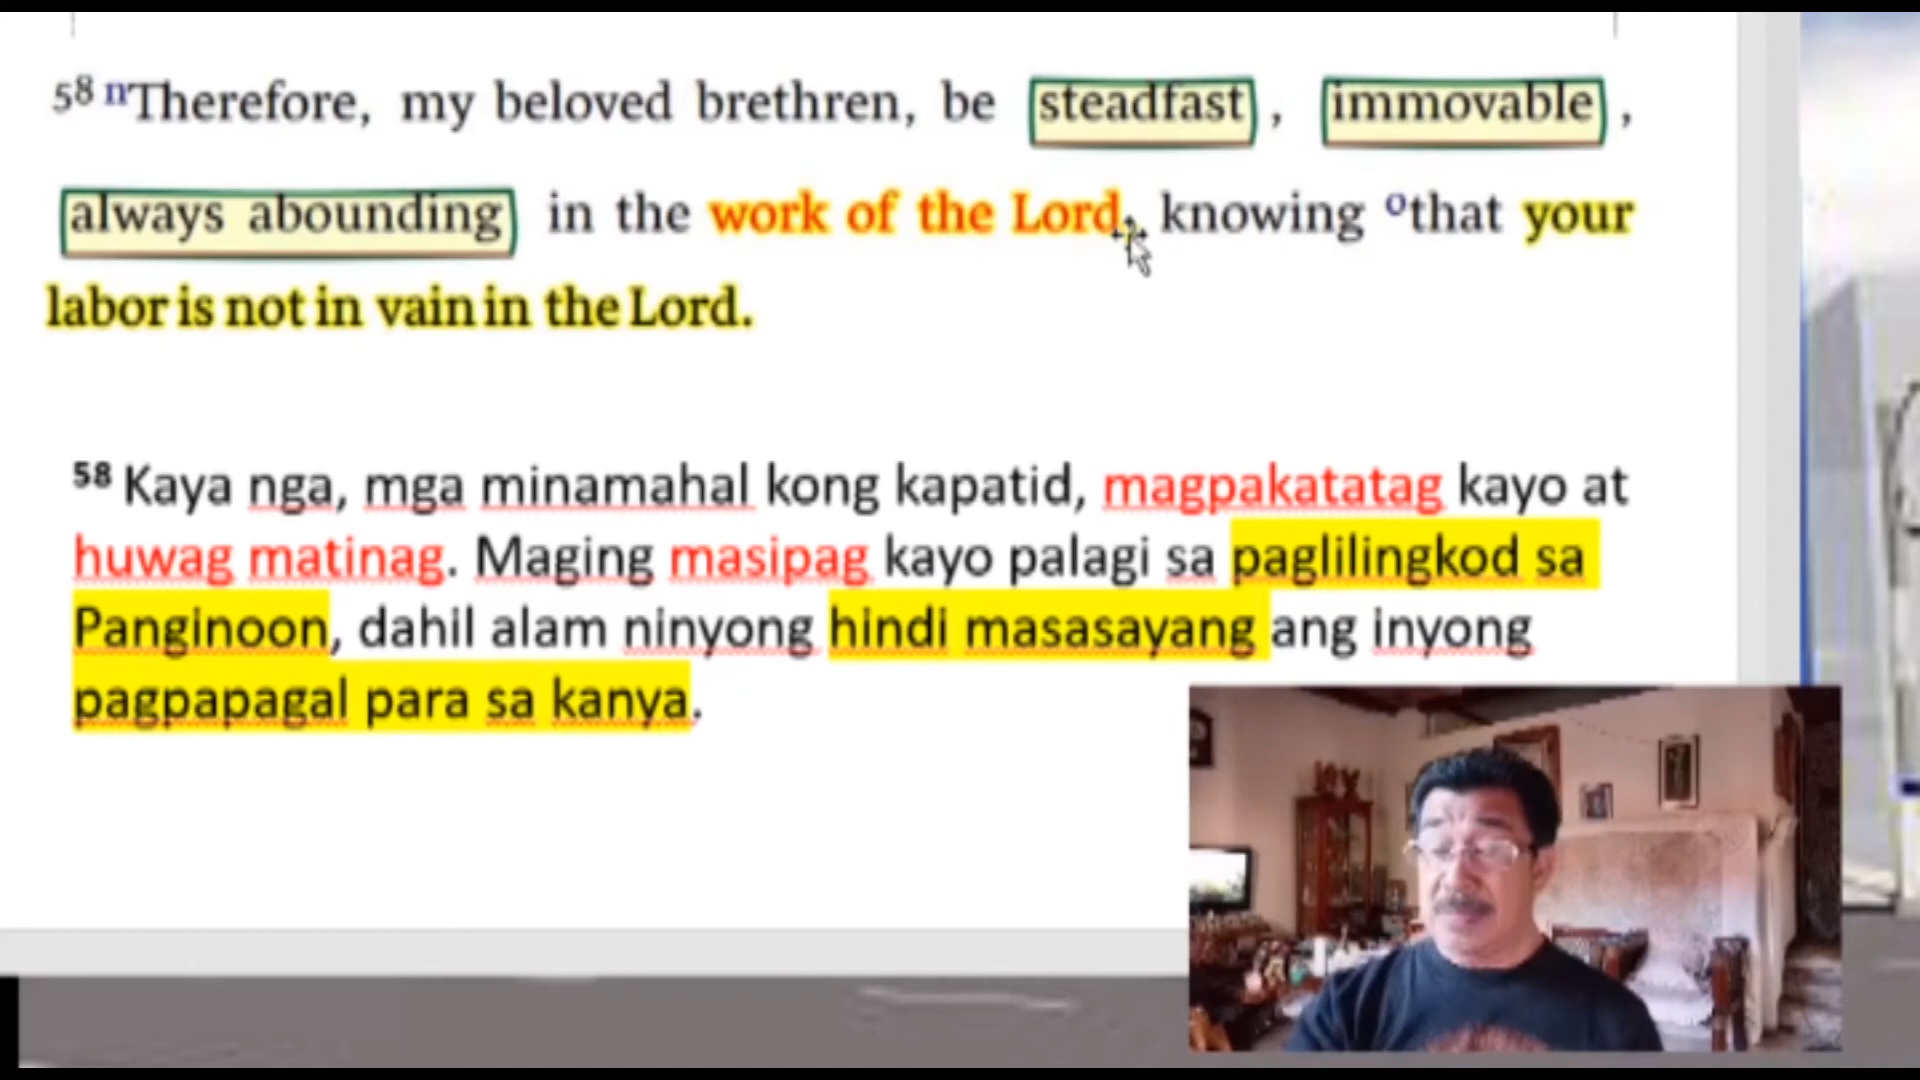 58 nTherefore, my beloved brethren, be steadfast, immovable,
always abounding in the work of the Lord, knowing othat your
labor is not in vain in the Lord.
58 Kaya nga, mga minamahal kong kapatid, magpakatatag kayo at
huwag matinag. Maging masipag kayo palagi sa paglilingkod sa
Panginoon, dahil alam ninyong hindi masasayang ang inyong
pagpapagal para sa kanya.